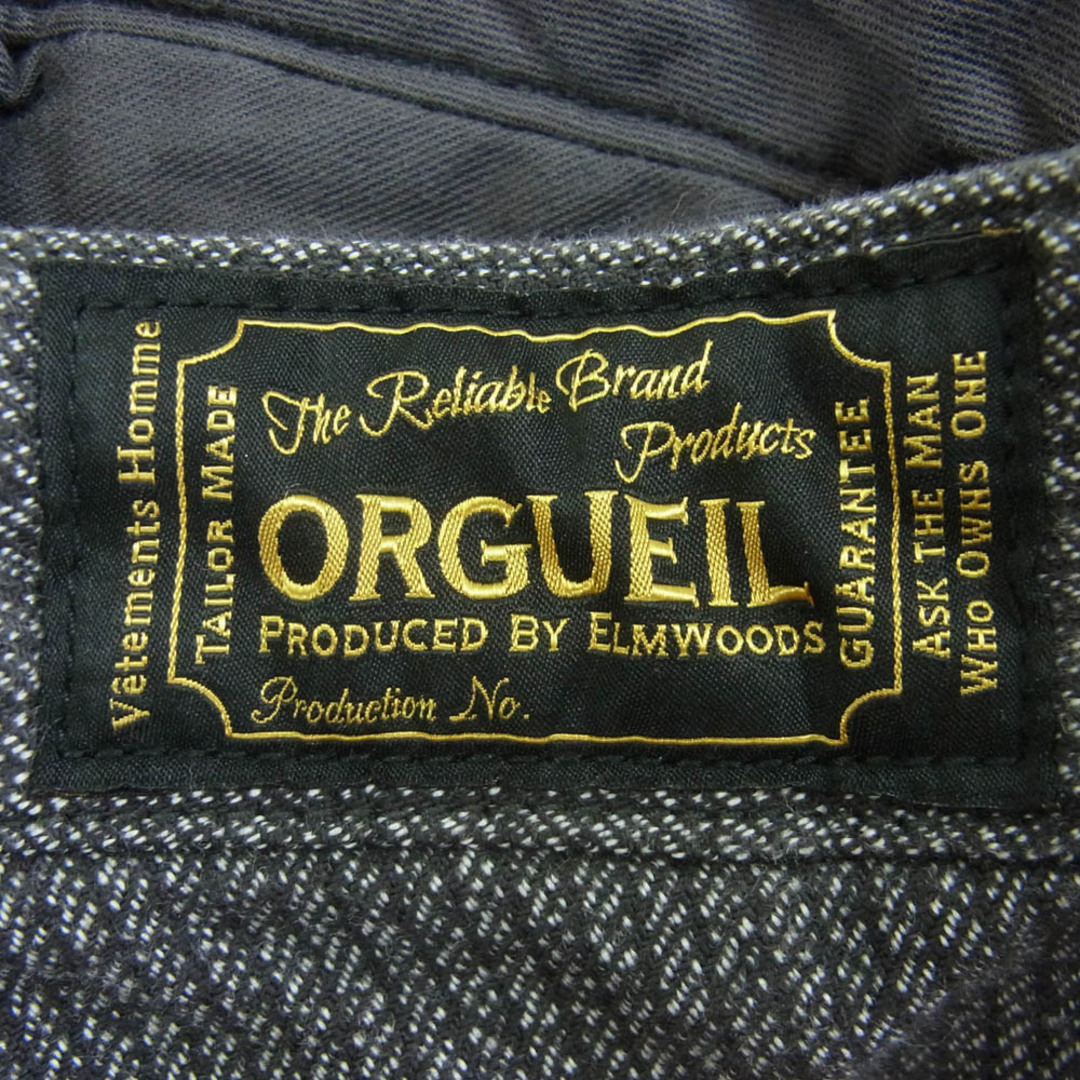 Vêtements Homme
TAILOR MADE
The Reliable Brand
Products
ORGUEIL
PRODUCED BY ELMWOODS
Production No.
GUARANTEE
ASK THE MAN
WHO OWNS OHE